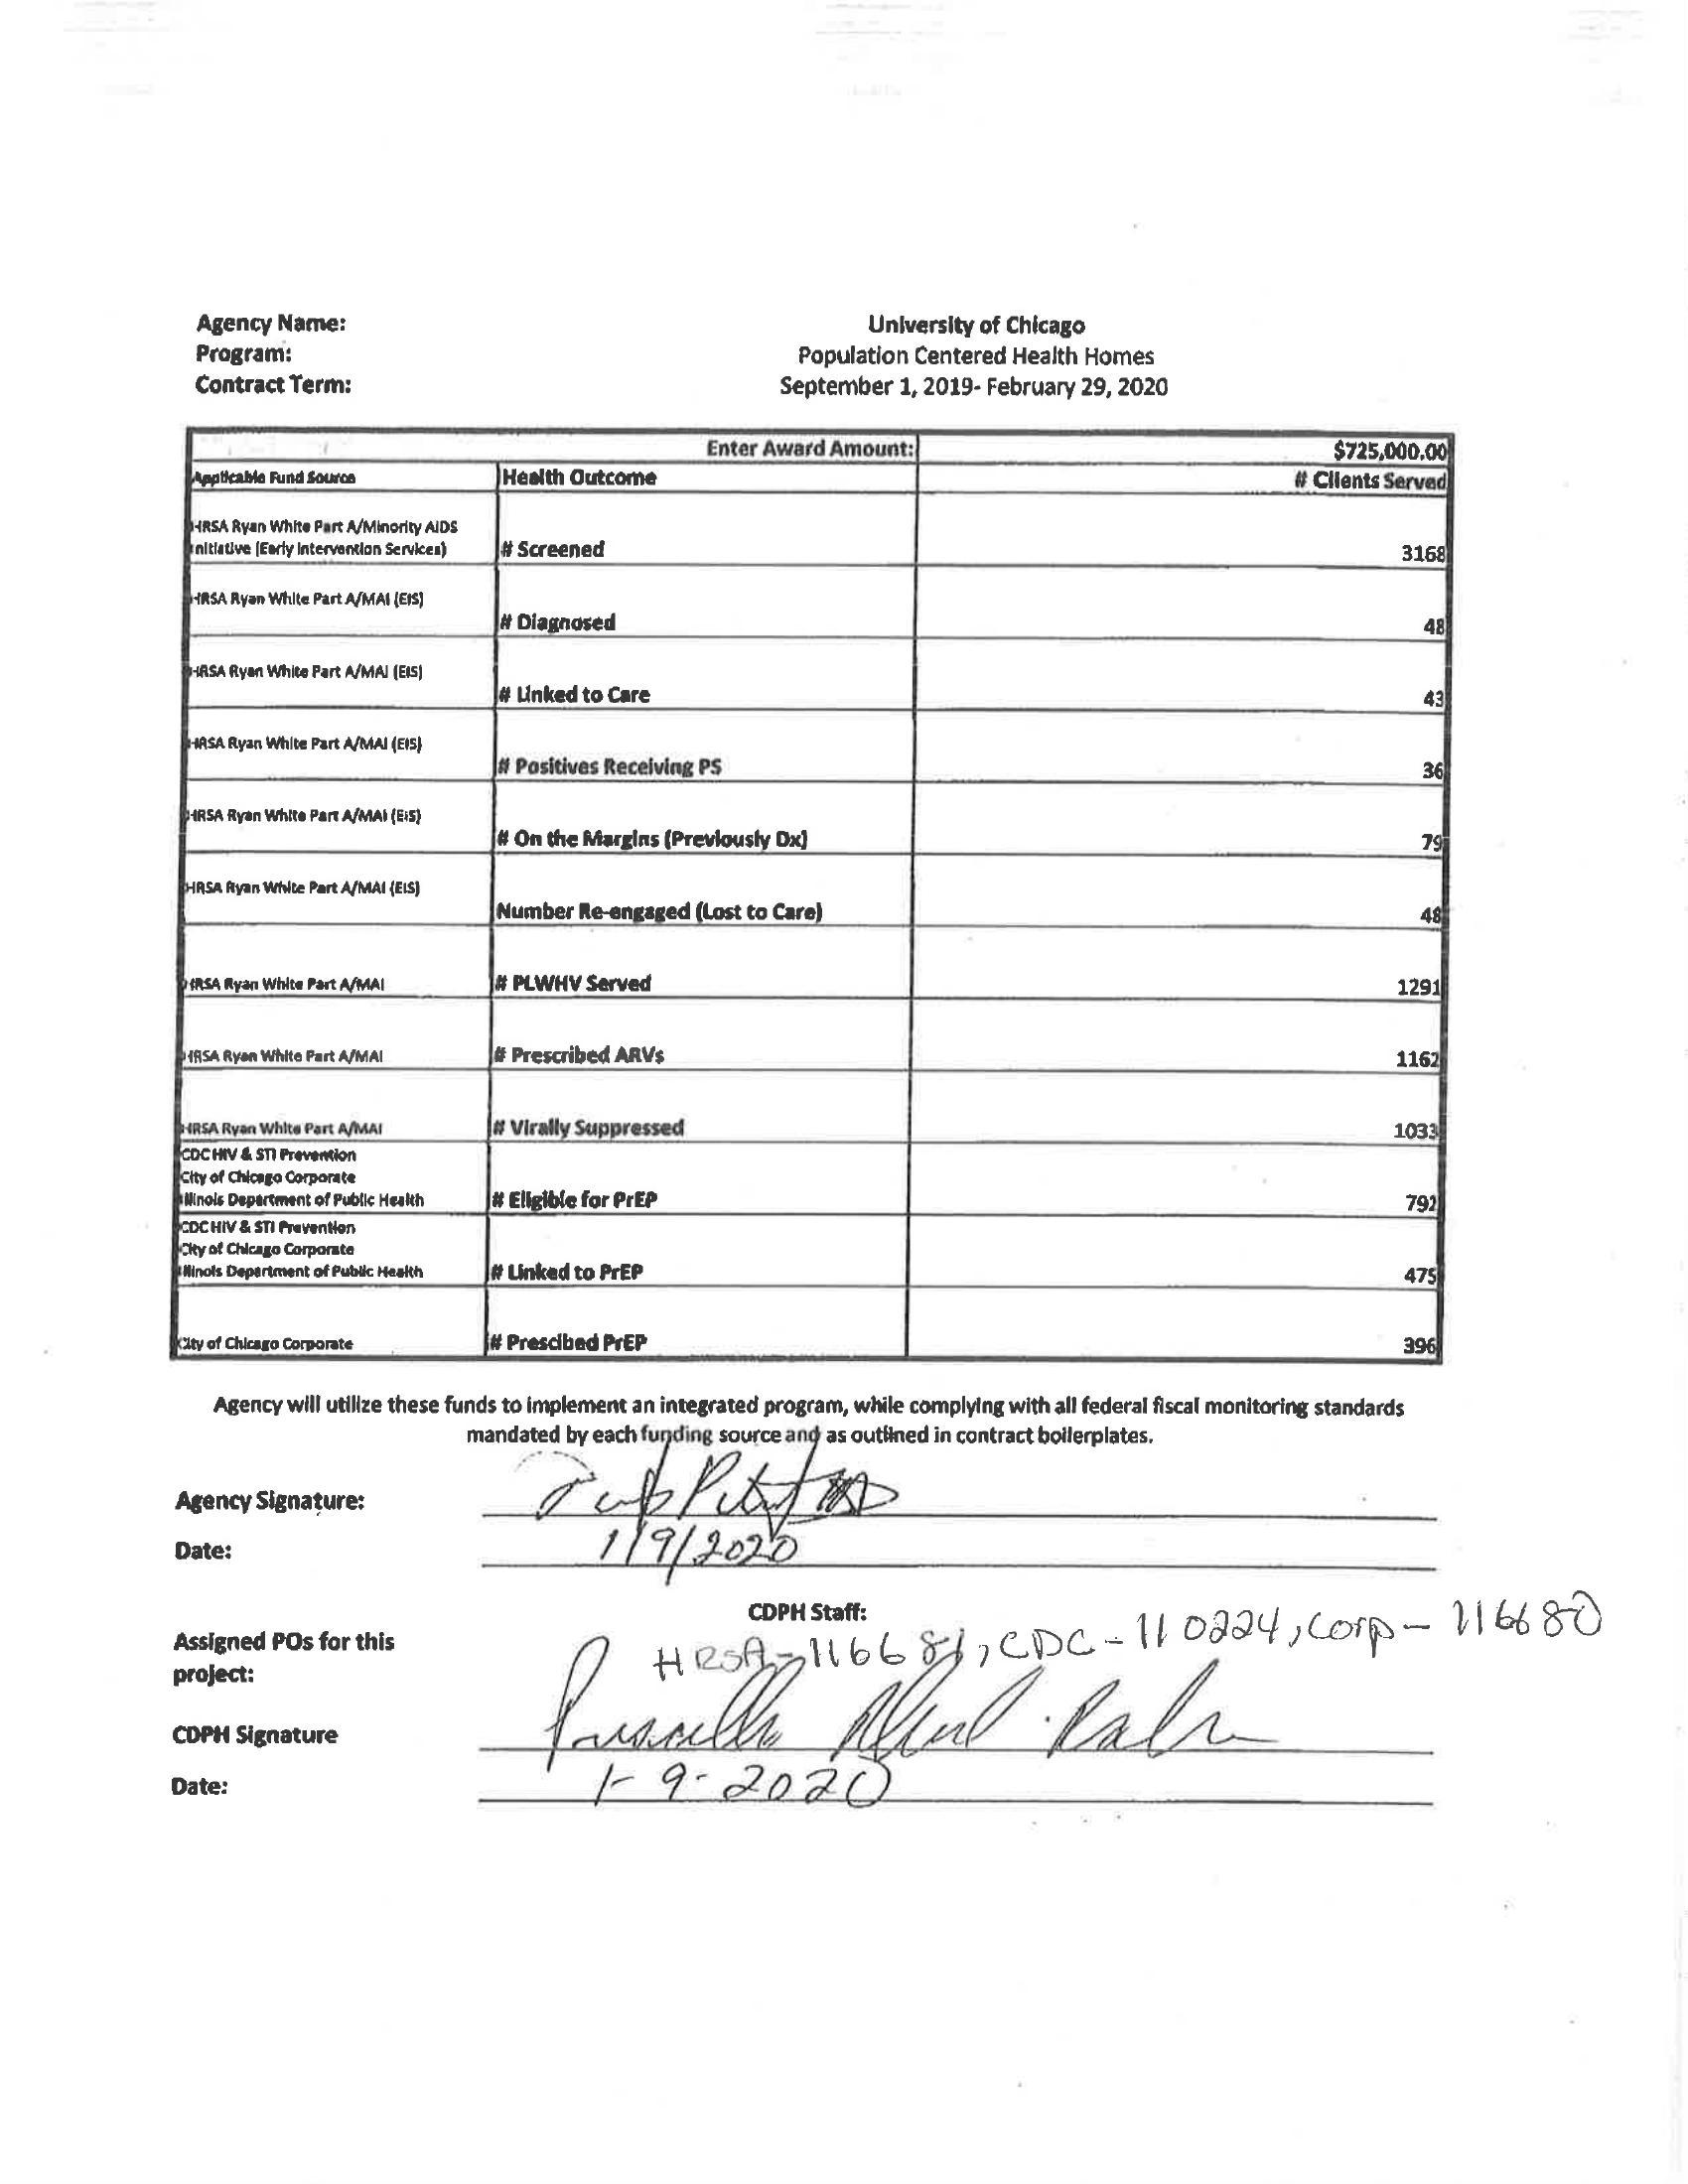 Agency Name: University of Chicago
Program: Population Centered Health Homes
Contract Term: September 1, 2019- February 29, 2020
Enter Award Amount: $725,000.00
Applicable Fund Source Health Outcome # Clients Served
HRSA Ryan White Part A/Minority AIDS
Initiative (Early Intervention Services) # Screened 3168
HRSA Ryan White Part A/MAI (EIS)
# Diagnosed 48
HRSA Ryan White Part A/MAI (EIS)
# Linked to Care 43
HRSA Ryan White Part A/MAI (EIS)
# Positives Receiving PS 36
HRSA Ryan White Part A/MAI (EIS)
# On the Margins (Previously Dx) 79
HRSA Ryan White Part A/MAI (EIS)
Number Re-engaged (Lost to Care) 48
HRSA Ryan White Part A/MAI # PLWHV Served 1291
HRSA Ryan White Part A/MAI # Prescribed ARVs 1162
HRSA Ryan White Part A/MAI # Virally Suppressed 1033
CDC HIV & STI Prevention
City of Chicago Corporate
Illinois Department of Public Health # Eligible for PrEP 792
CDC HIV & STI Prevention
City of Chicago Corporate
Illinois Department of Public Health # Linked to PrEP 475
City of Chicago Corporate # Prescibed PrEP 396
Agency will utilize these funds to implement an integrated program, while complying with all federal fiscal monitoring standards
mandated by each funding source and as outlined in contract boilerplates.
Agency Signature:
Date: 1/9/2020
CDPH Staff:
Assigned POs for this
project: HRSA-116681, CDC-110224, Corp-116680
CDPH Signature Priscilla
Date: 1-9-2020